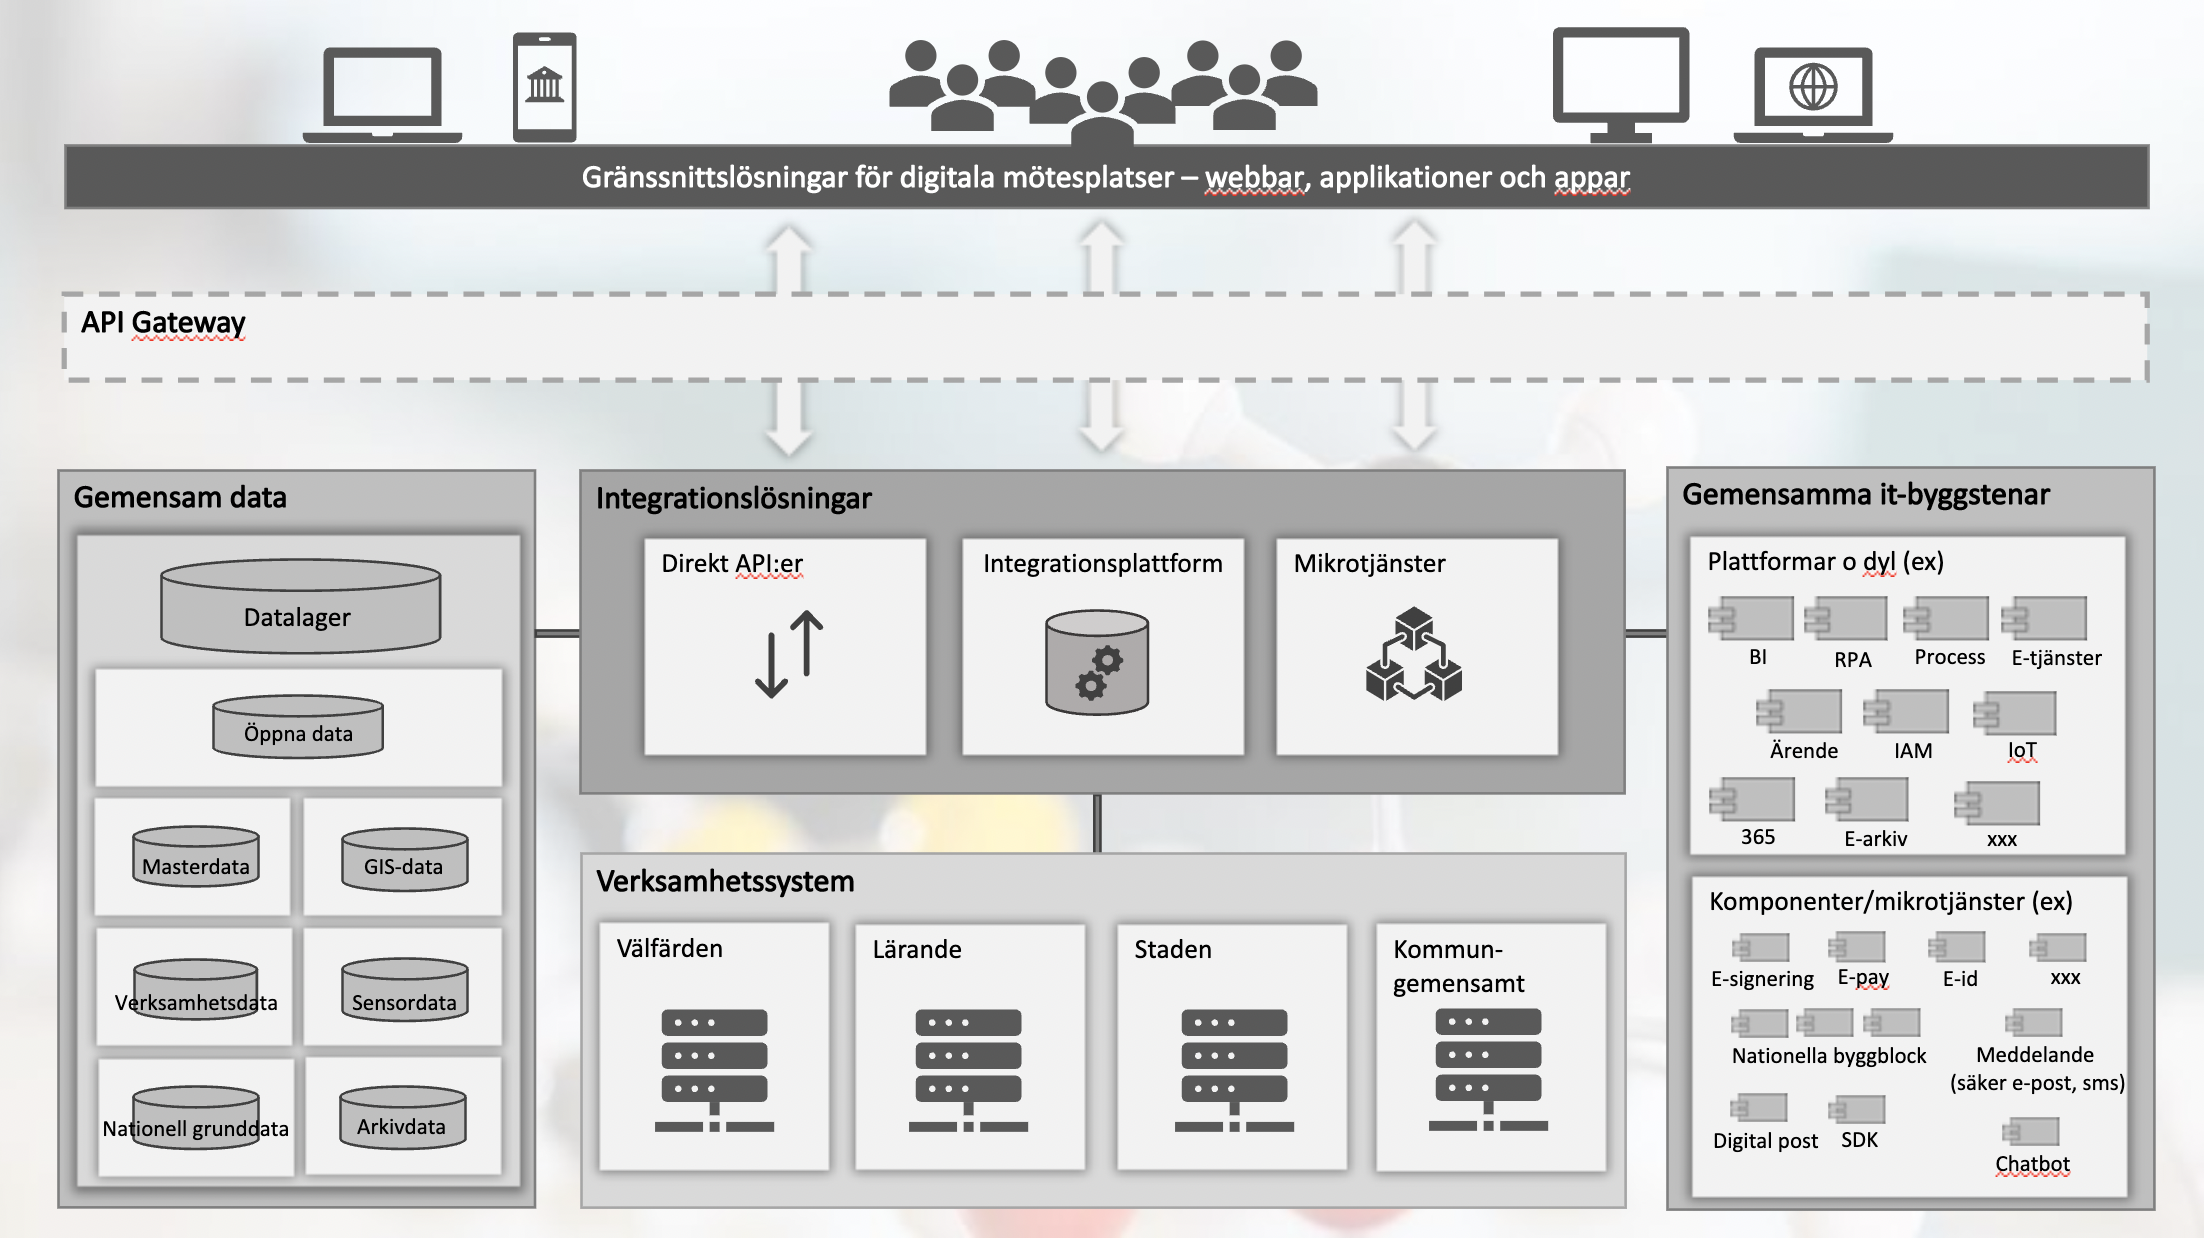 Gränssnittslösningar för digitala mötesplatser – webbar, applikationer och appar
API Gateway
Gemensam data
Datalager
Öppna data
Masterdata
GIS-data
Verksamhetsdata
Sensordata
Nationell grunddata
Arkivdata
Integrationslösningar
Direkt API:er
Integrationsplattform
Mikrotjänster
Verksamhetssystem
Välfärden
Lärande
Staden
Kommun-
gemensamt
Gemensamma it-byggstenar
Plattformar o dyl (ex)
BI
RPA
Process
E-tjänster
Ärende
IAM
IoT
365
E-arkiv
xxx
Komponenter/mikrotjänster (ex)
E-signering
E-pay
E-id
xxx
Nationella byggblock
Meddelande
(säker e-post, sms)
Digital post
SDK
Chatbot